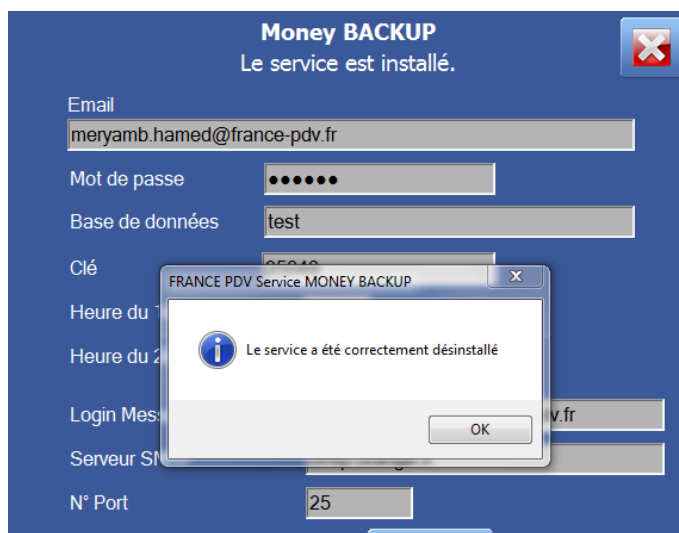 Money BACKUP
Le service est installé.
Email
meryamb.hamed@france-pdv.fr
Mot de passe ●●●●●●
Base de données test
Clé
FRANCE PDV Service MONEY BACKUP
Heure du
Le service a été correctement désinstallé
Heure du 2
Login v.fr
OK
Serveur
N° Port 25